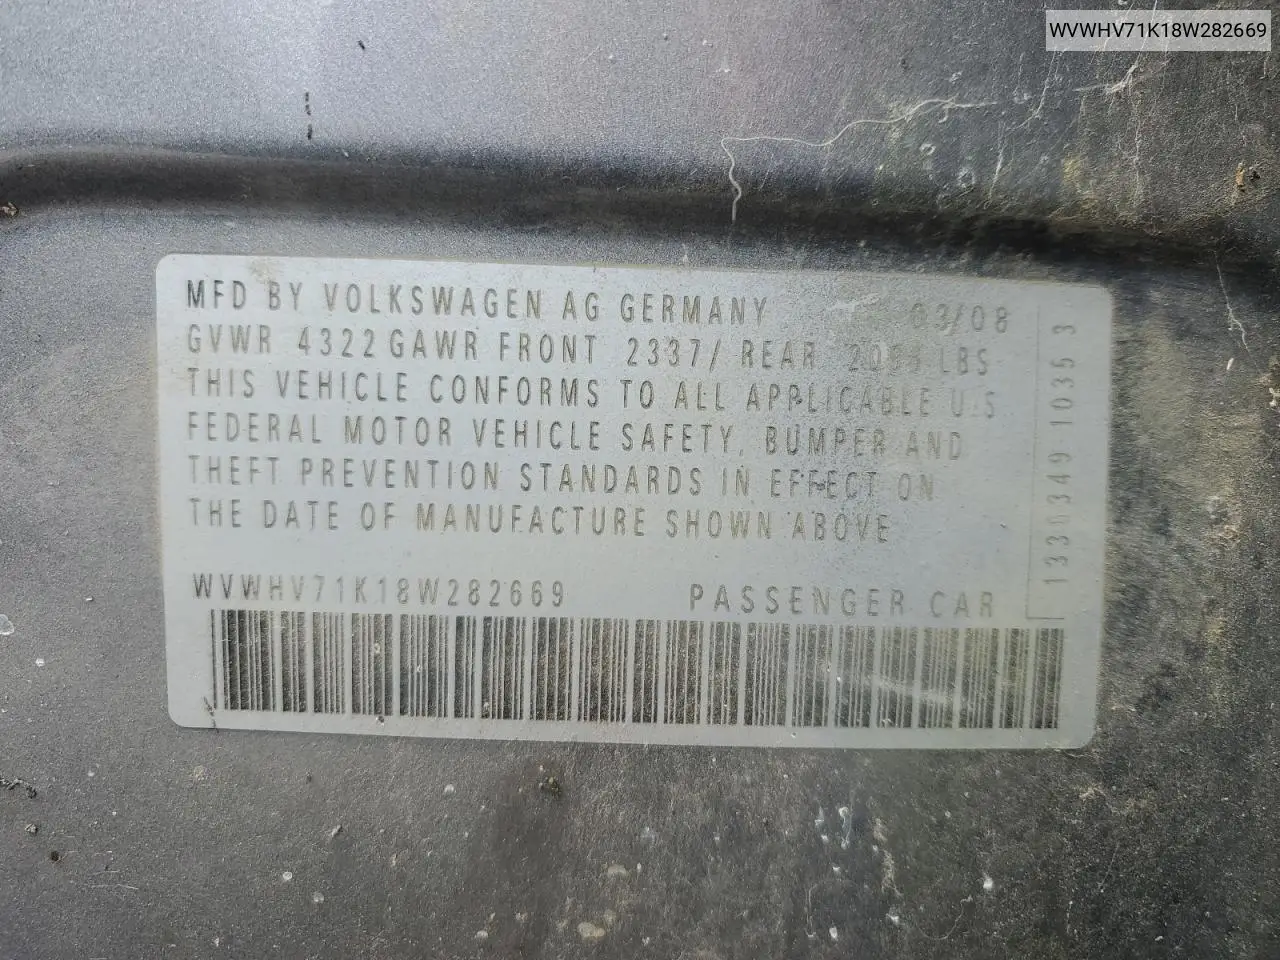 WVWHV71K18W282669
MFD BY VOLKSWAGEN AG GERMANY 03/08
GVWR 4322 GAWR FRONT 2337/ REAR LBS
THIS VEHICLE CONFORMS TO ALL APPLICABLE U.S
FEDERAL MOTOR VEHICLE SAFETY, BUMPER AND
THEFT PREVENTION STANDARDS IN EFFECT ON
THE DATE OF MANUFACTURE SHOWN ABOVE
WVWHV71K18W282669 PASSENGER CAR
1330349 10353